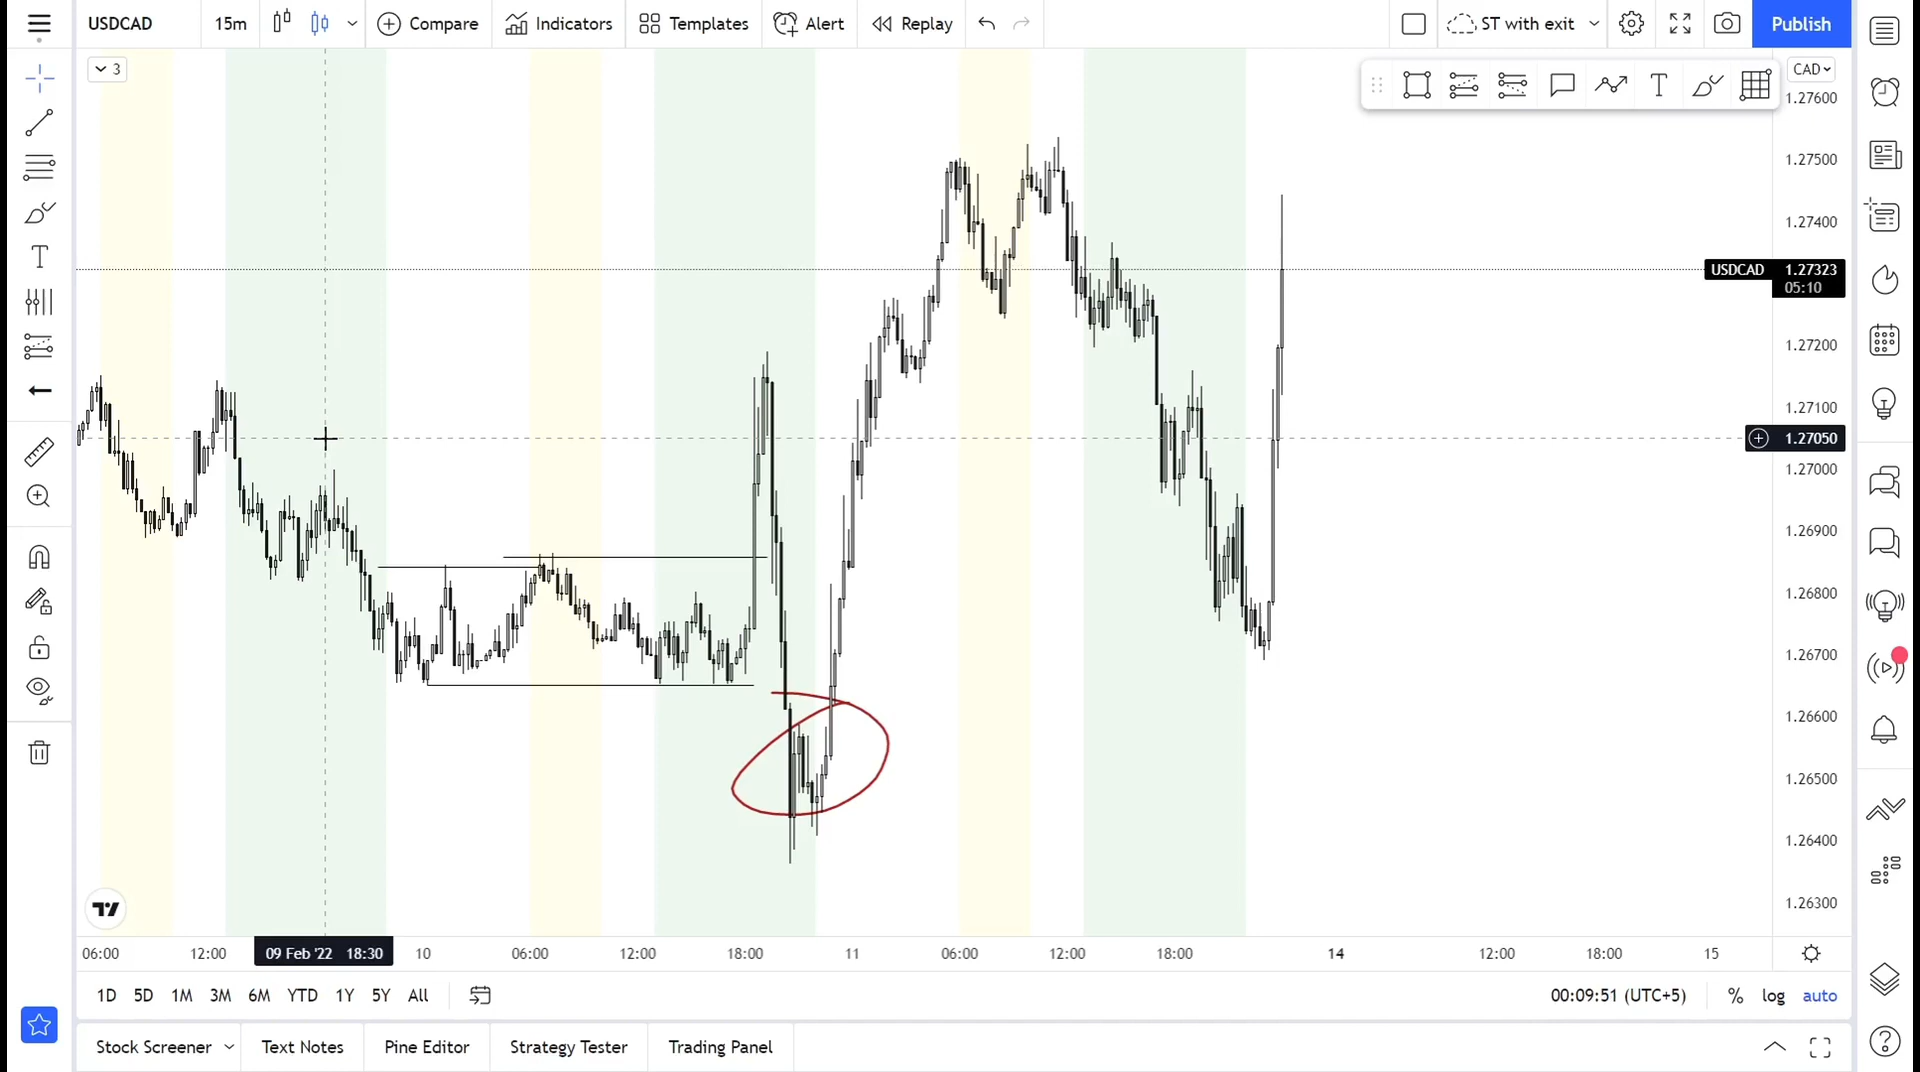 USDCAD 15m Compare Indicators Templates Alert Replay ST with exit Publish
3
CAD
1.27600
1.27500
1.27400
USDCAD 1.27323
05:10
1.27200
1.27100
1.27050
1.27000
1.26900
1.26800
1.26700
1.26600
1.26500
1.26400
1.26300
06:00 12:00 09 Feb '22 18:30 10 06:00 12:00 18:00 11 06:00 12:00 18:00 14 12:00 18:00 15
1D 5D 1M 3M 6M YTD 1Y 5Y All 00:09:51 (UTC+5) % log auto
Stock Screener Text Notes Pine Editor Strategy Tester Trading Panel